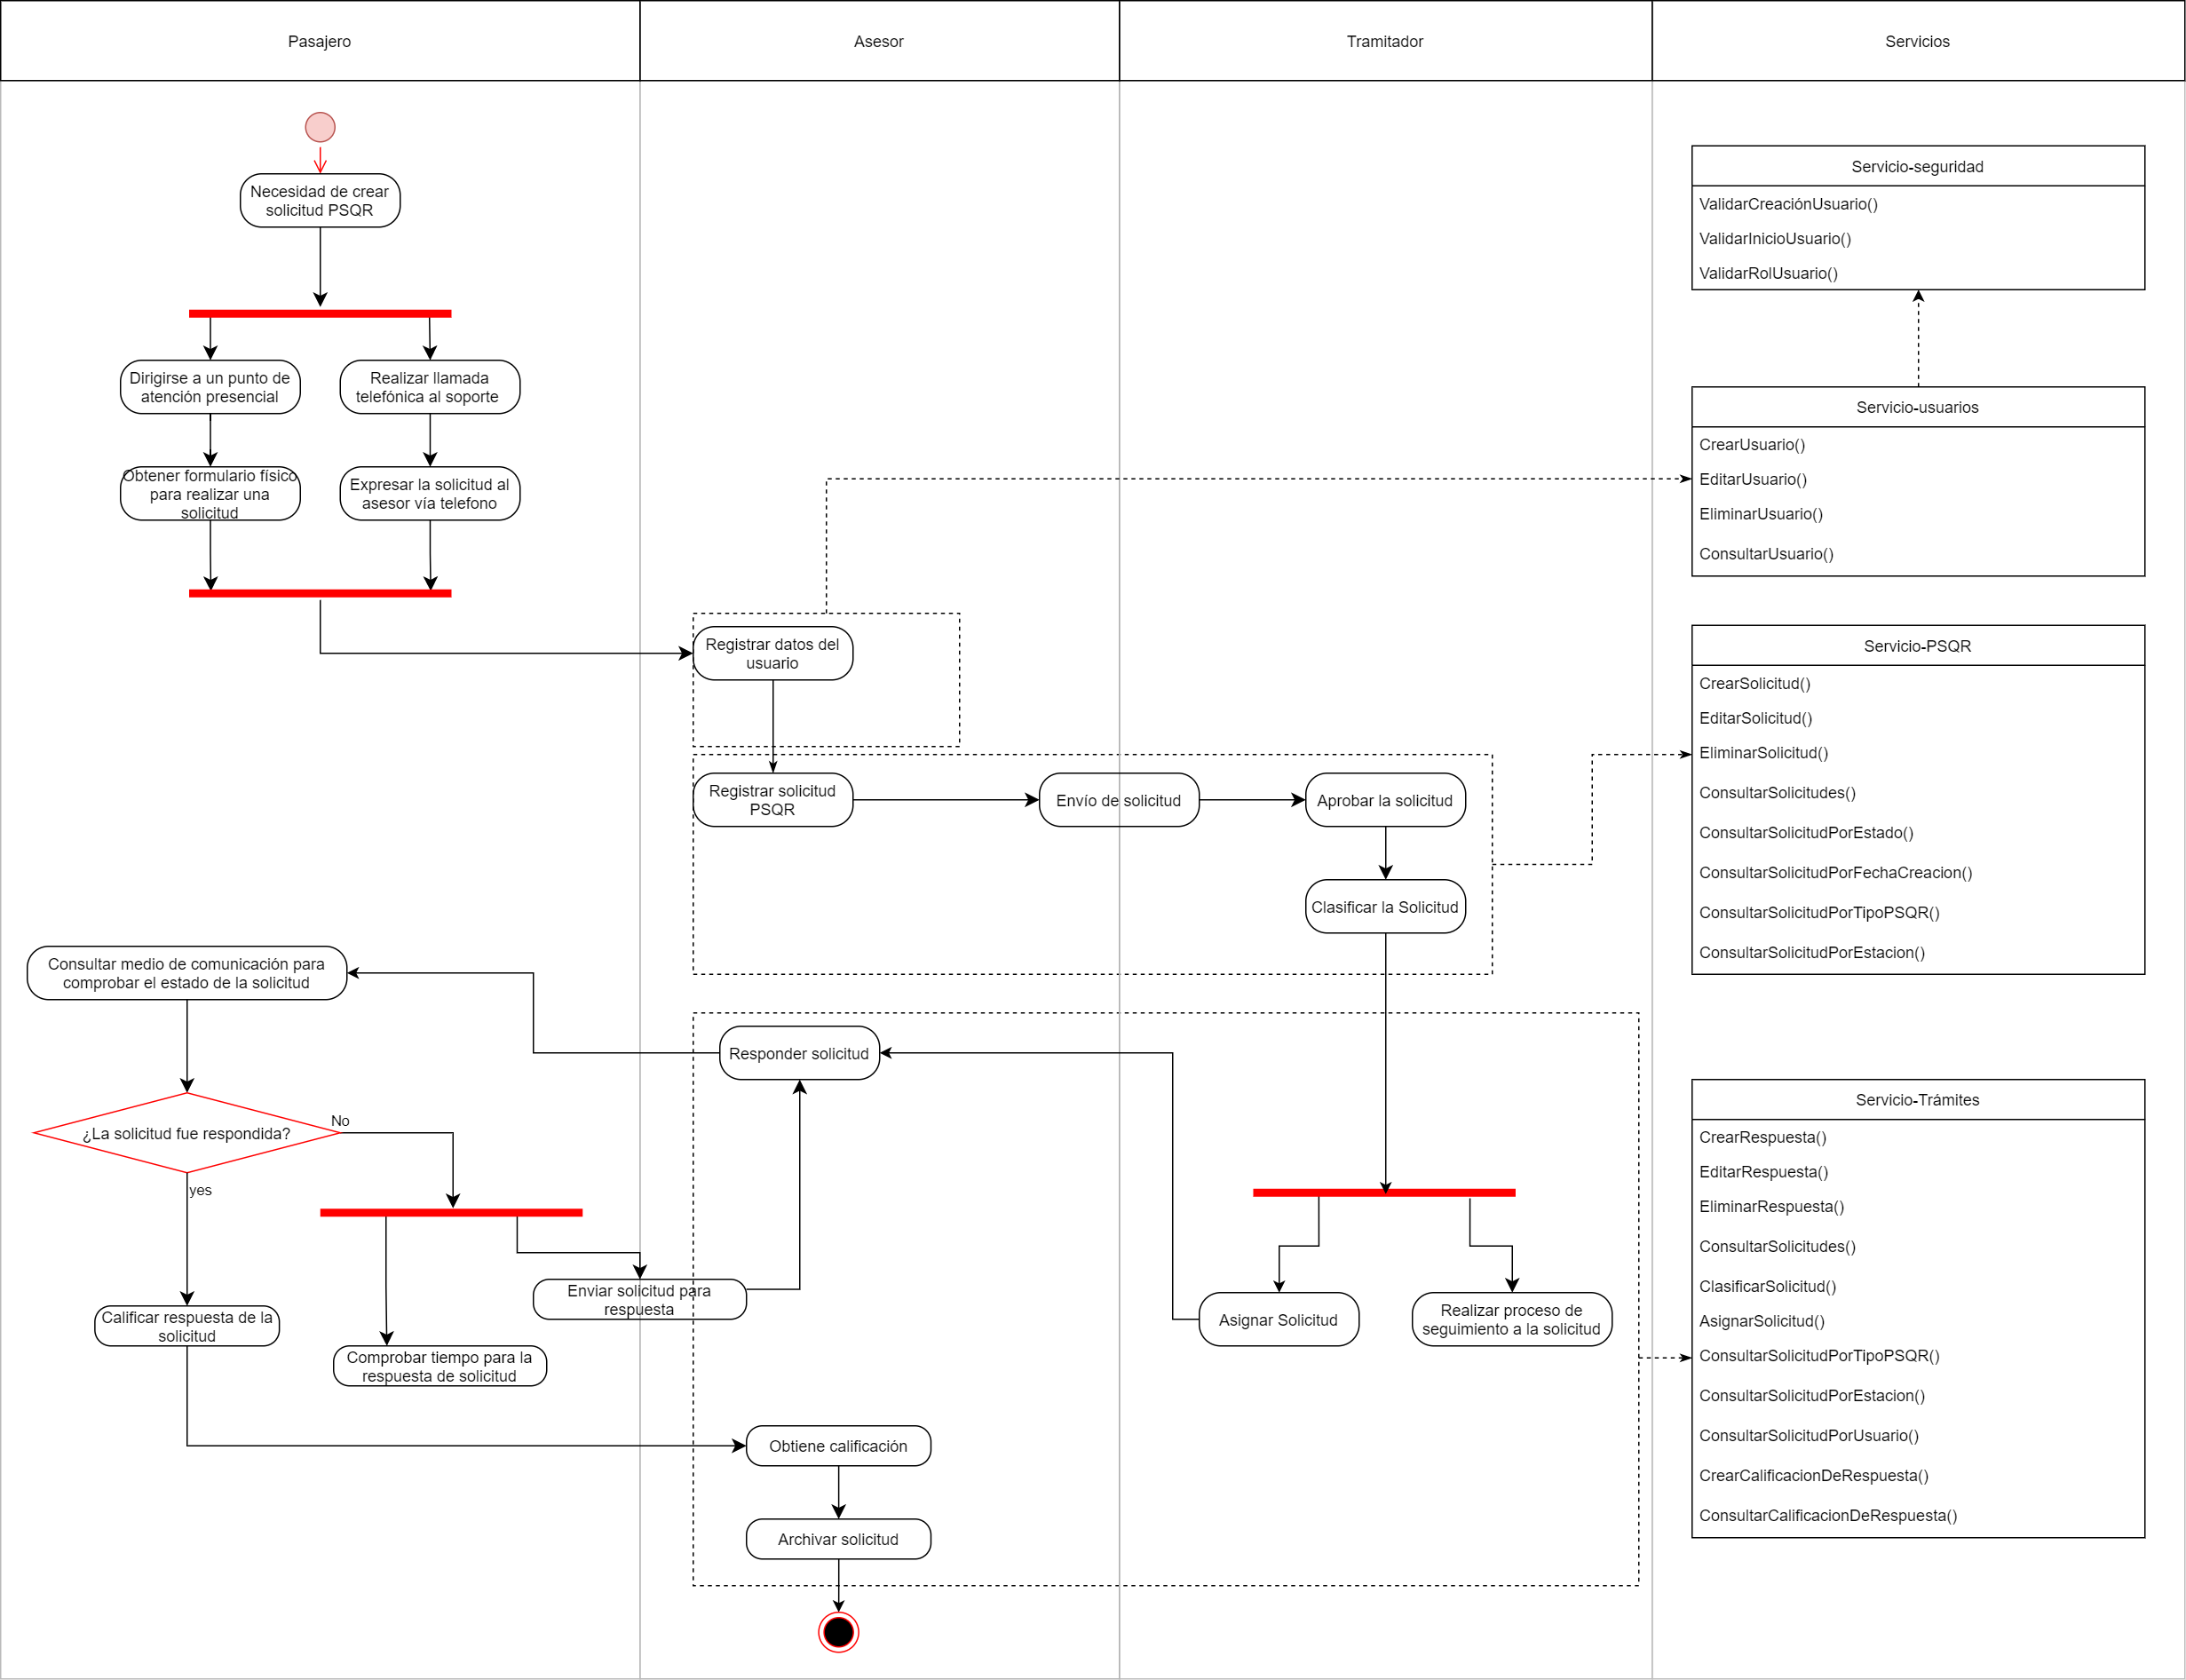 Pasajero
Asesor
Tramitador
Servicios
Necesidad de crear
solicitud PSQR
Dirigirse a un punto de
atención presencial
Realizar llamada
telefónica al soporte
Obtener formulario físico
para realizar una
solicitud
Expresar la solicitud al
asesor vía telefono
Registrar datos del
usuario
Registrar solicitud
PSQR
Envío de solicitud
Aprobar la solicitud
Clasificar la Solicitud
Consultar medio de comunicación para
comprobar el estado de la solicitud
Responder solicitud
¿La solicitud fue respondida?
No
yes
Enviar solicitud para
respuesta
Asignar Solicitud
Realizar proceso de
seguimiento a la solicitud
Calificar respuesta de la
solicitud
Comprobar tiempo para la
respuesta de solicitud
Obtiene calificación
Archivar solicitud
Servicio-seguridad
ValidarCreaciónUsuario()
ValidarInicioUsuario()
ValidarRolUsuario()
Servicio-usuarios
CrearUsuario()
EditarUsuario()
EliminarUsuario()
ConsultarUsuario()
Servicio-PSQR
CrearSolicitud()
EditarSolicitud()
EliminarSolicitud()
ConsultarSolicitudes()
ConsultarSolicitudPorEstado()
ConsultarSolicitudPorFechaCreacion()
ConsultarSolicitudPorTipoPSQR()
ConsultarSolicitudPorEstacion()
Servicio-Trámites
CrearRespuesta()
EditarRespuesta()
EliminarRespuesta()
ConsultarSolicitudes()
ClasificarSolicitud()
AsignarSolicitud()
ConsultarSolicitudPorTipoPSQR()
ConsultarSolicitudPorEstacion()
ConsultarSolicitudPorUsuario()
CrearCalificacionDeRespuesta()
ConsultarCalificacionDeRespuesta()